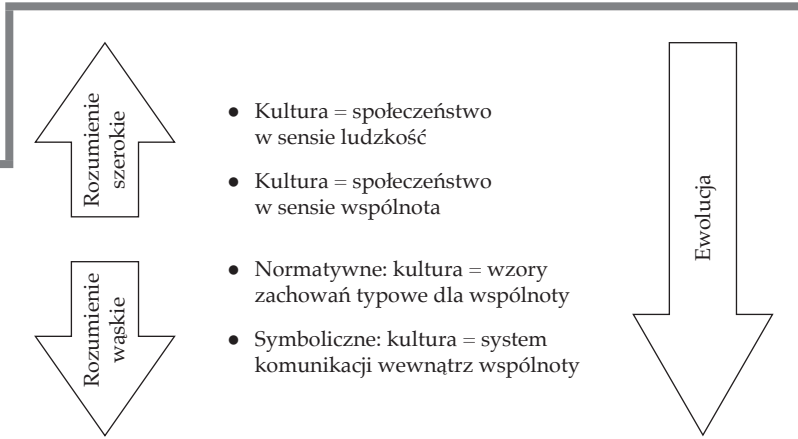 Rozumienie
szerokie
● Kultura = społeczeństwo
w sensie ludzkość
● Kultura = społeczeństwo
w sensie wspólnota
Rozumienie
wąskie
● Normatywne: kultura = wzory
zachowań typowe dla wspólnoty
● Symboliczne: kultura = system
komunikacji wewnątrz wspólnoty
Ewolucja